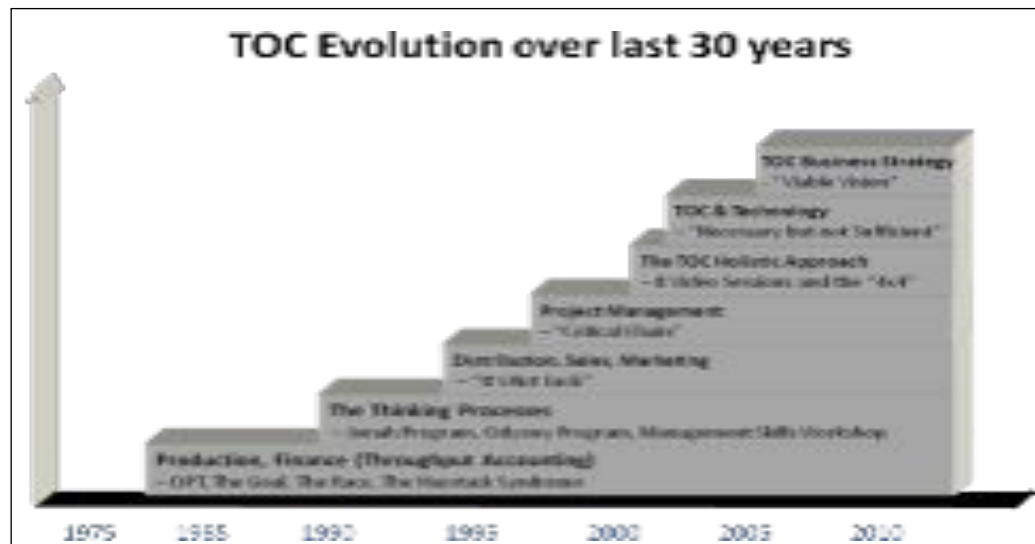 TOC Evolution over last 30 years
TOC Business Strategy
- "Viable Vision"
TOC & Technology
- "Necessary but not Sufficient"
The TOC Holistic Approach
- 8 Video Sessions and the "4x4"
Project Management
- "Critical Chain"
Distribution, Sales, Marketing
- "It's Not Luck"
The Thinking Processes
- Jonah Program, Odyssey Program, Management Skills Workshop
Production, Finance (Throughput Accounting)
- OPT, The Goal, The Race, The Haystack Syndrome
1975 1985 1990 1995 2000 2005 2010